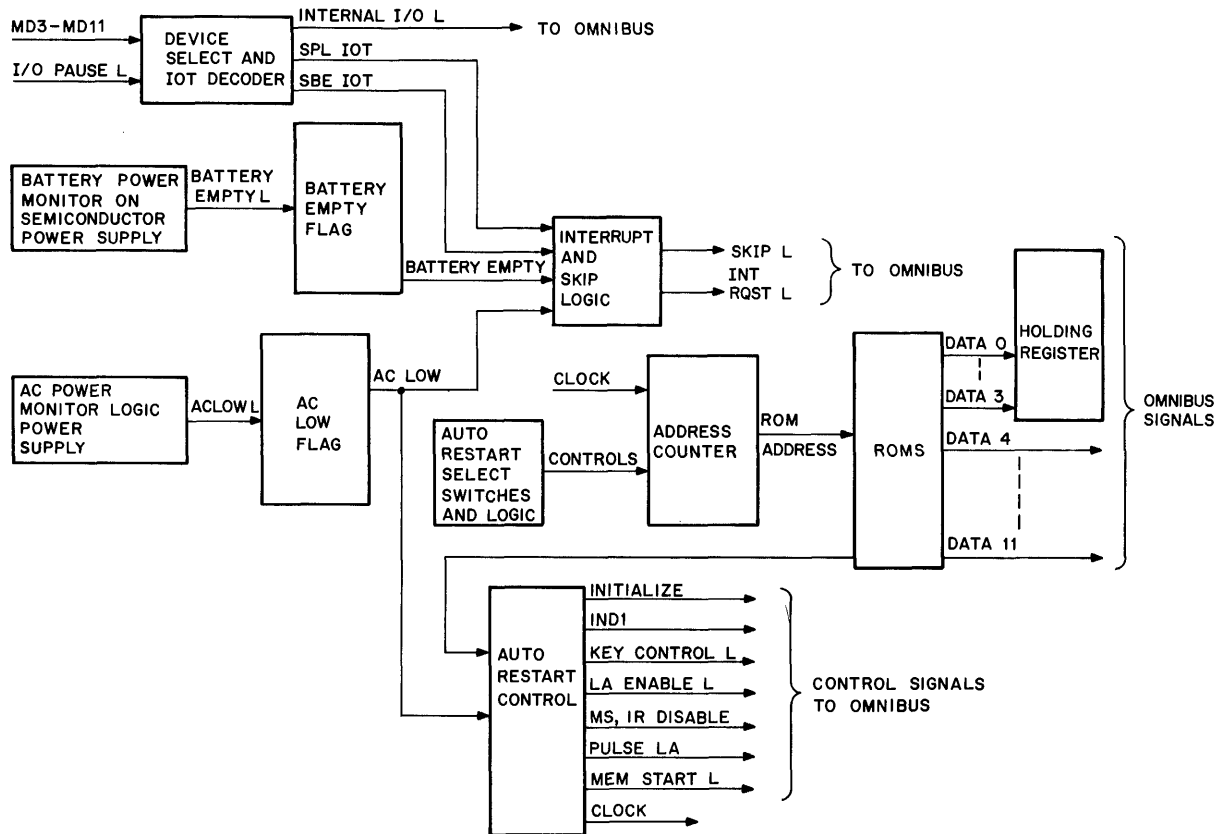 MD3-MD11
I/O PAUSE L
DEVICE
SELECT AND
IOT DECODER
INTERNAL I/O L
TO OMNIBUS
SPL IOT
SBE IOT
BATTERY POWER
MONITOR ON
SEMICONDUCTOR
POWER SUPPLY
BATTERY
EMPTY L
BATTERY
EMPTY
FLAG
BATTERY EMPTY
INTERRUPT
AND
SKIP
LOGIC
SKIP L
INT
RQST L
TO OMNIBUS
AC POWER
MONITOR LOGIC
POWER
SUPPLY
ACLOW L
AC
LOW
FLAG
AC LOW
CLOCK
AUTO
RESTART
SELECT
SWITCHES
AND LOGIC
CONTROLS
ADDRESS
COUNTER
ROM
ADDRESS
ROMS
DATA 0
DATA 3
DATA 4
DATA 11
HOLDING
REGISTER
OMNIBUS
SIGNALS
AUTO
RESTART
CONTROL
INITIALIZE
IND1
KEY CONTROL L
LA ENABLE L
MS, IR DISABLE
PULSE LA
MEM START L
CLOCK
CONTROL SIGNALS
TO OMNIBUS